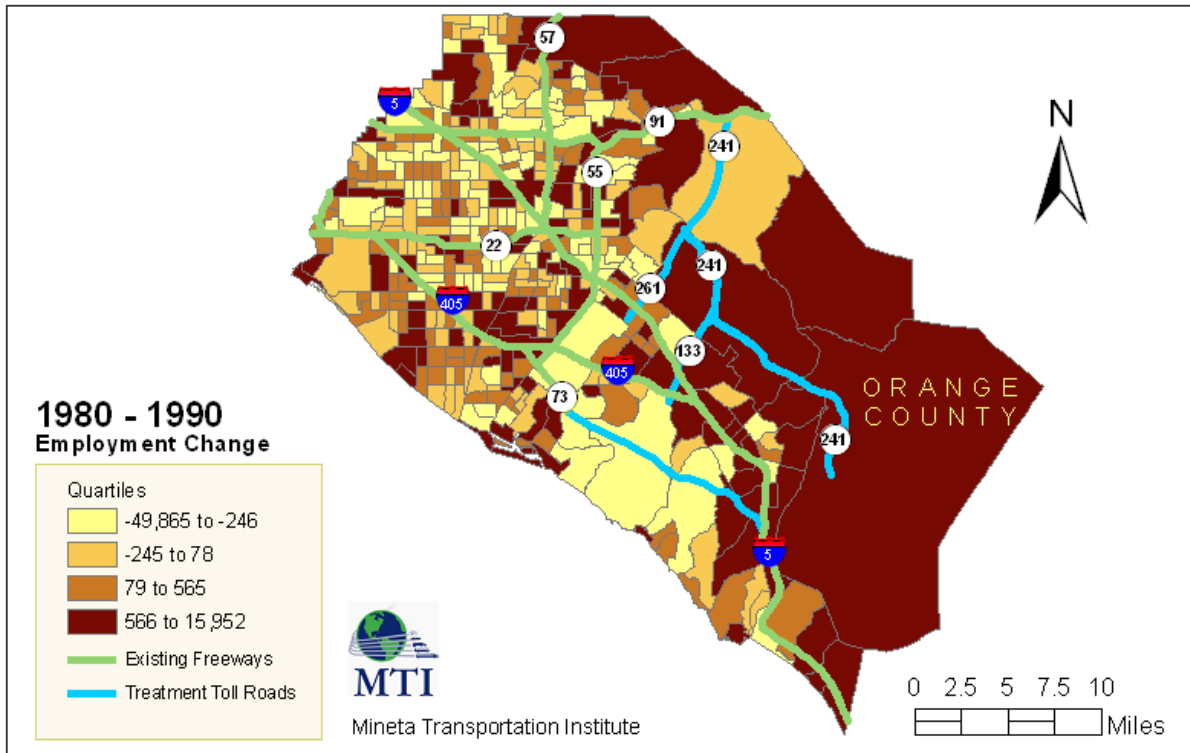 57
5
91
241
N
55
22
241
261
405
133
405
73
ORANGE
COUNTY
241
5
1980 - 1990
Employment Change
Quartiles
-49,865 to -246
-245 to 78
79 to 565
566 to 15,952
Existing Freeways
Treatment Toll Roads
MTI
Mineta Transportation Institute
0 2.5 5 7.5 10
Miles